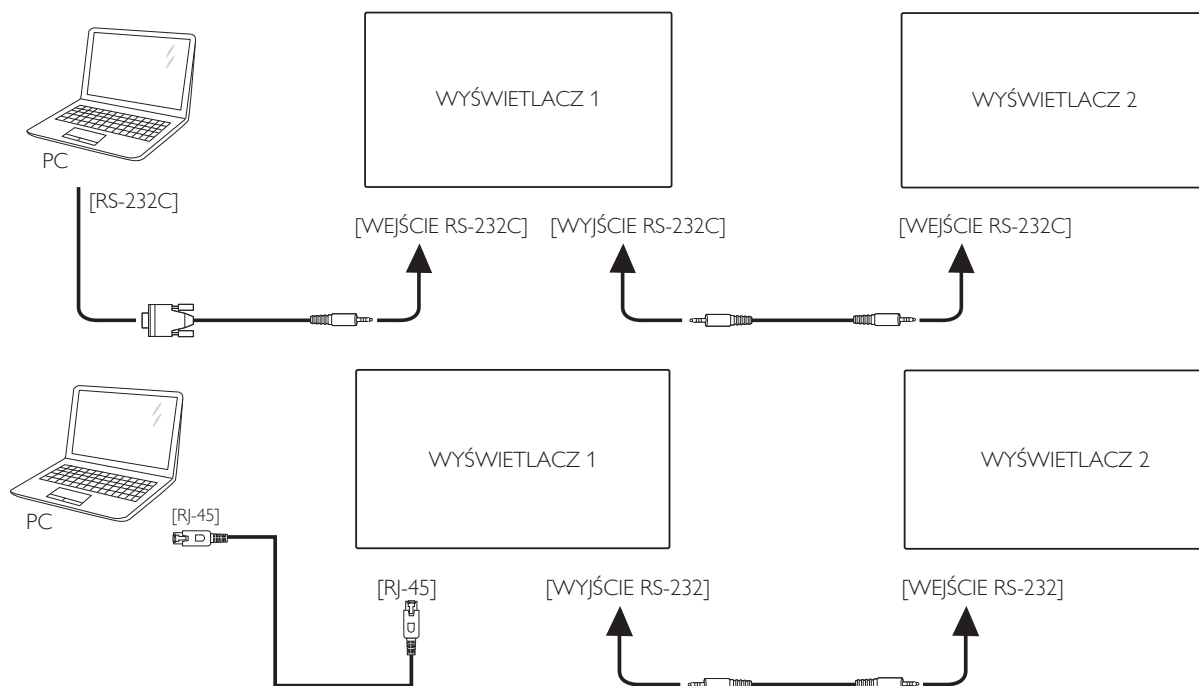 WYŚWIETLACZ 1
WYŚWIETLACZ 2
PC
[RS-232C]
[WEJŚCIE RS-232C]
[WYJŚCIE RS-232C]
[WEJŚCIE RS-232C]
WYŚWIETLACZ 1
WYŚWIETLACZ 2
PC
[RJ-45]
[RJ-45]
[WYJŚCIE RS-232]
[WEJŚCIE RS-232]